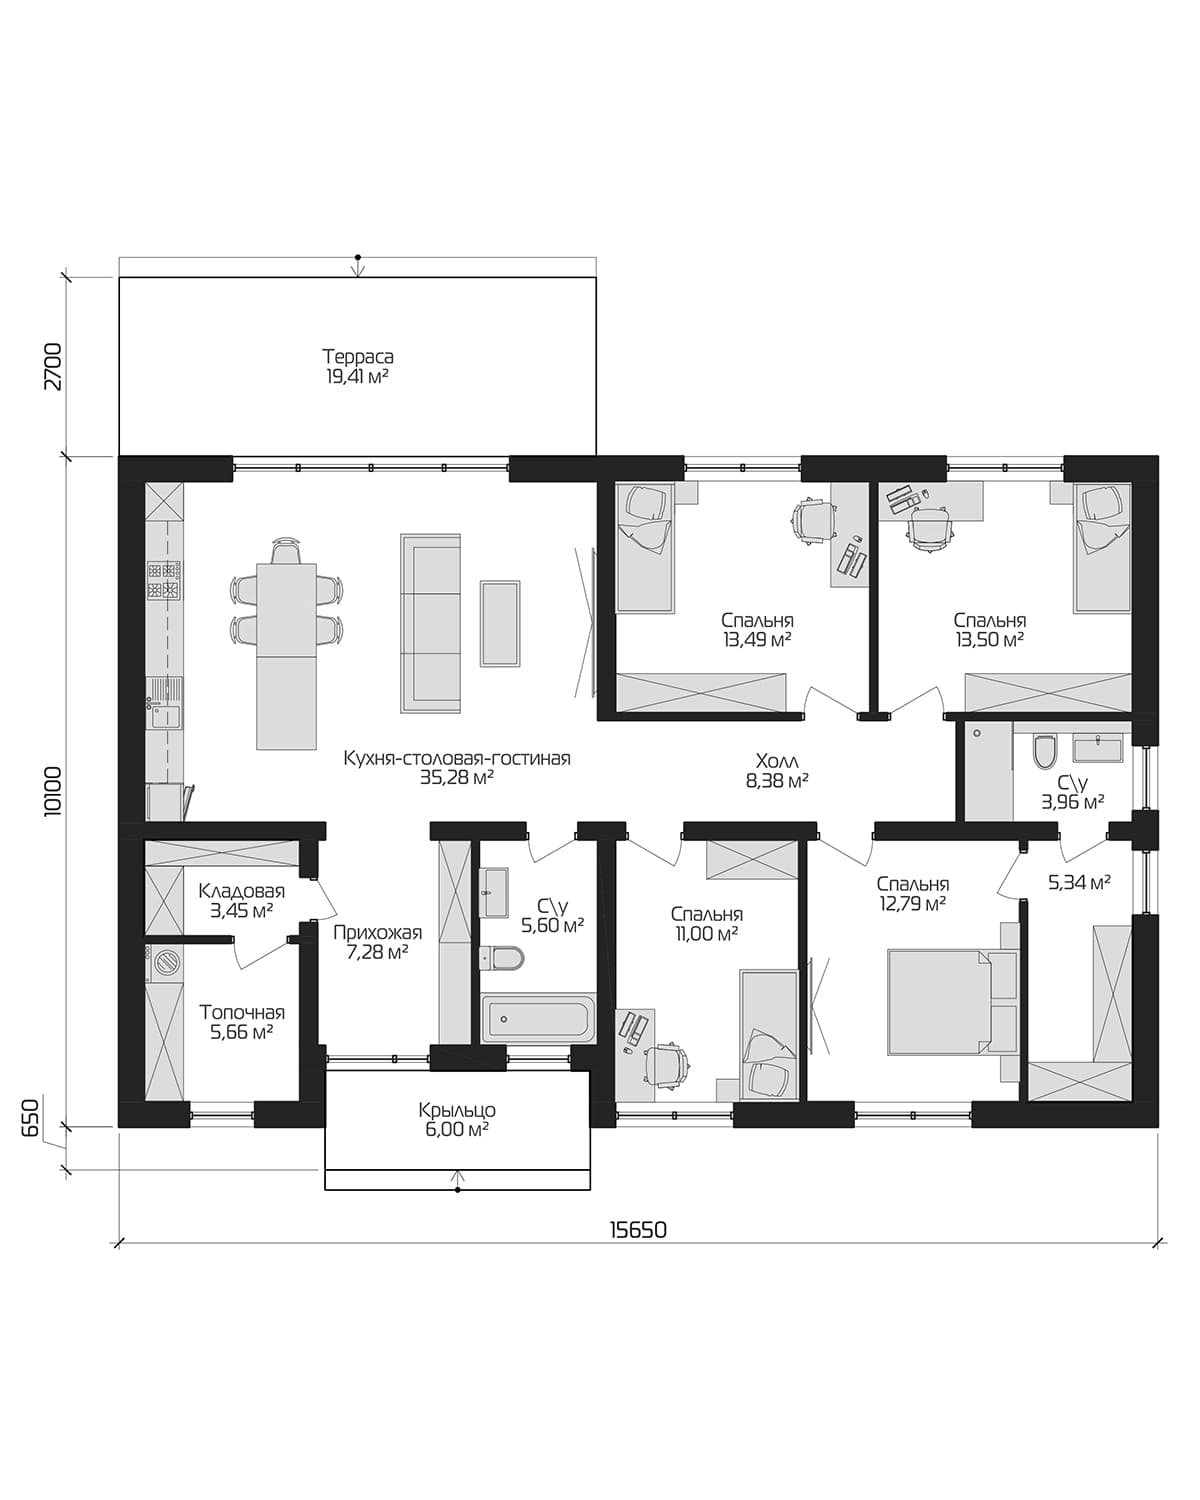 2700
Терраса
19,41 м²
Спальня
13,49 м²
Спальня
13,50 м²
10100
Кухня-столовая-гостиная
35,28 м²
Холл
8,38 м²
С\у
3,96 м²
Кладовая
3,45 м²
Прихожая
7,28 м²
С\у
5,60 м²
Спальня
11,00 м²
Спальня
12,79 м²
5,34 м²
Топочная
5,66 м²
650
Крыльцо
6,00 м²
15650